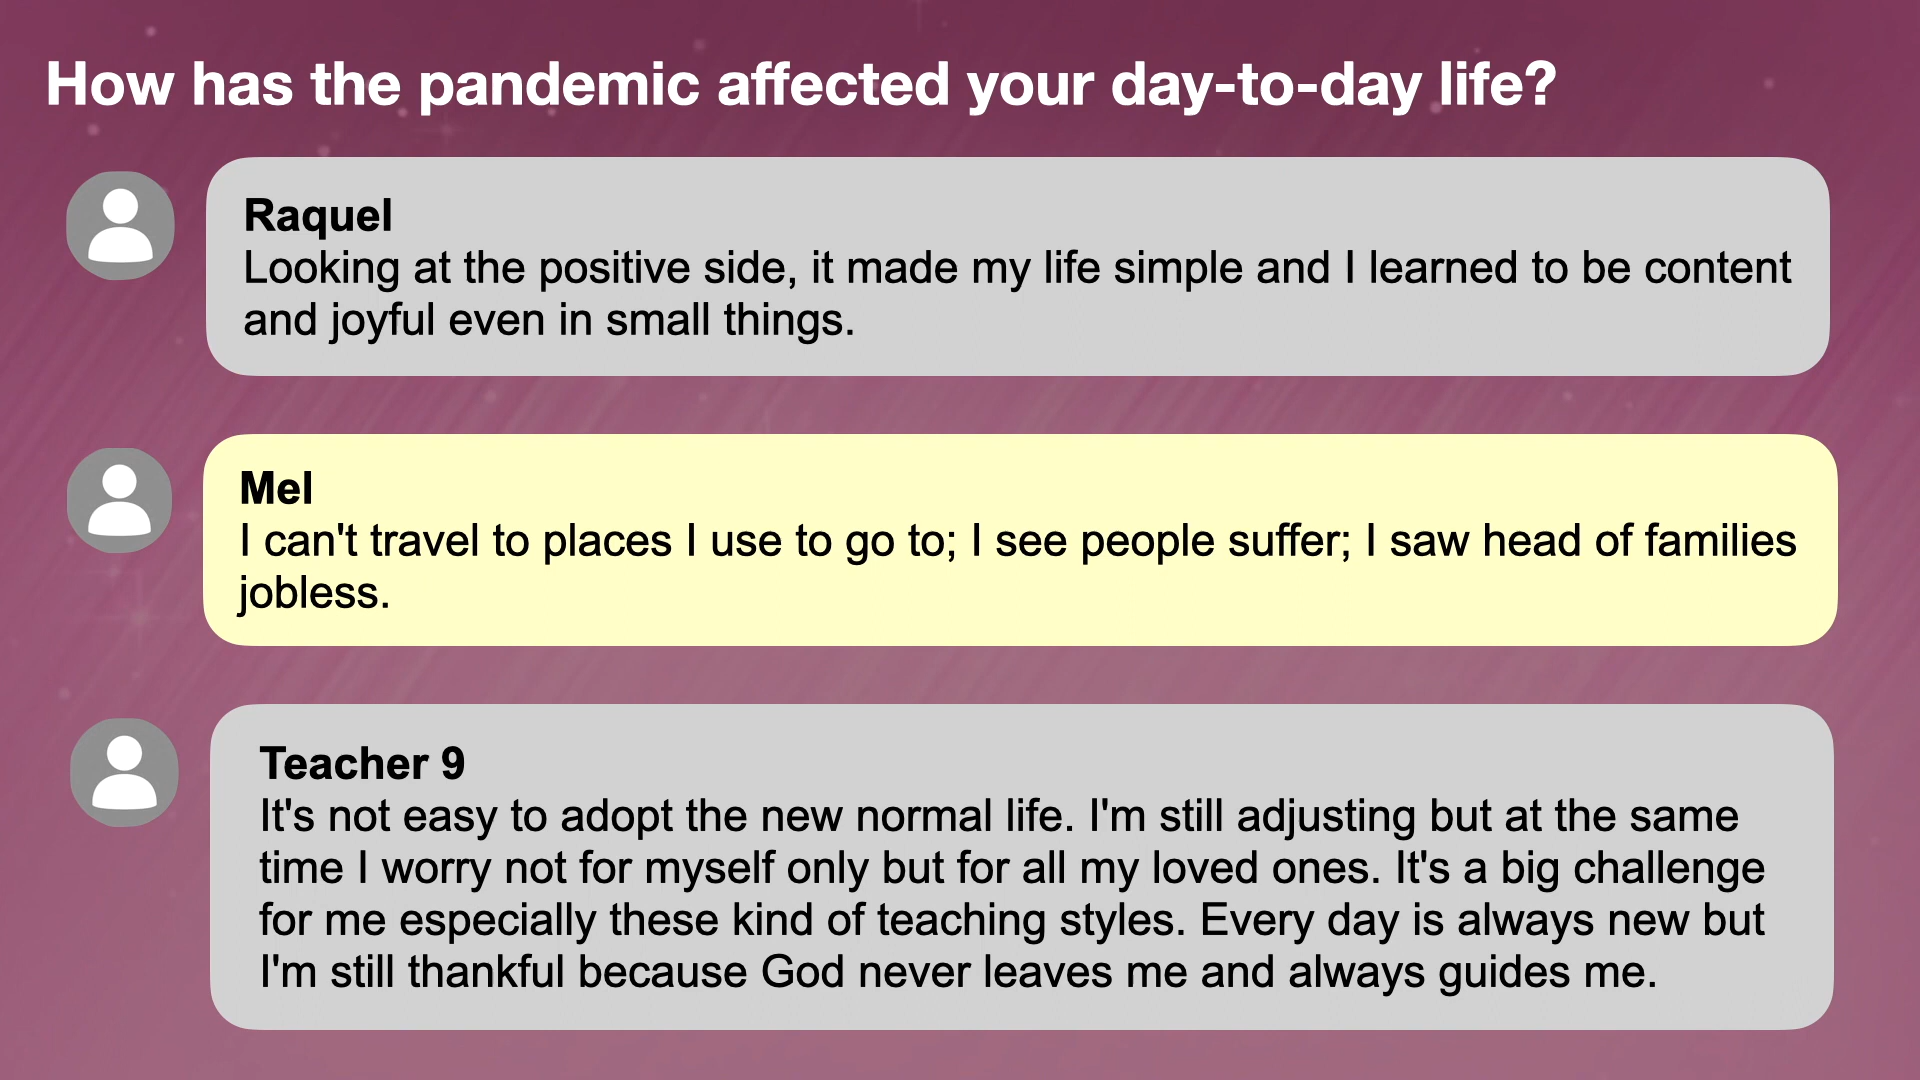 How has the pandemic affected your day-to-day life?
Raquel
Looking at the positive side, it made my life simple and I learned to be content
and joyful even in small things.
Mel
I can't travel to places I use to go to; I see people suffer; I saw head of families
jobless.
Teacher 9
It's not easy to adopt the new normal life. I'm still adjusting but at the same
time I worry not for myself only but for all my loved ones. It's a big challenge
for me especially these kind of teaching styles. Every day is always new but
I'm still thankful because God never leaves me and always guides me.